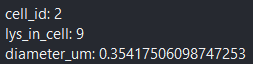 cell_id: 2
lys_in_cell: 9
diameter_um: 0.35417506098747253